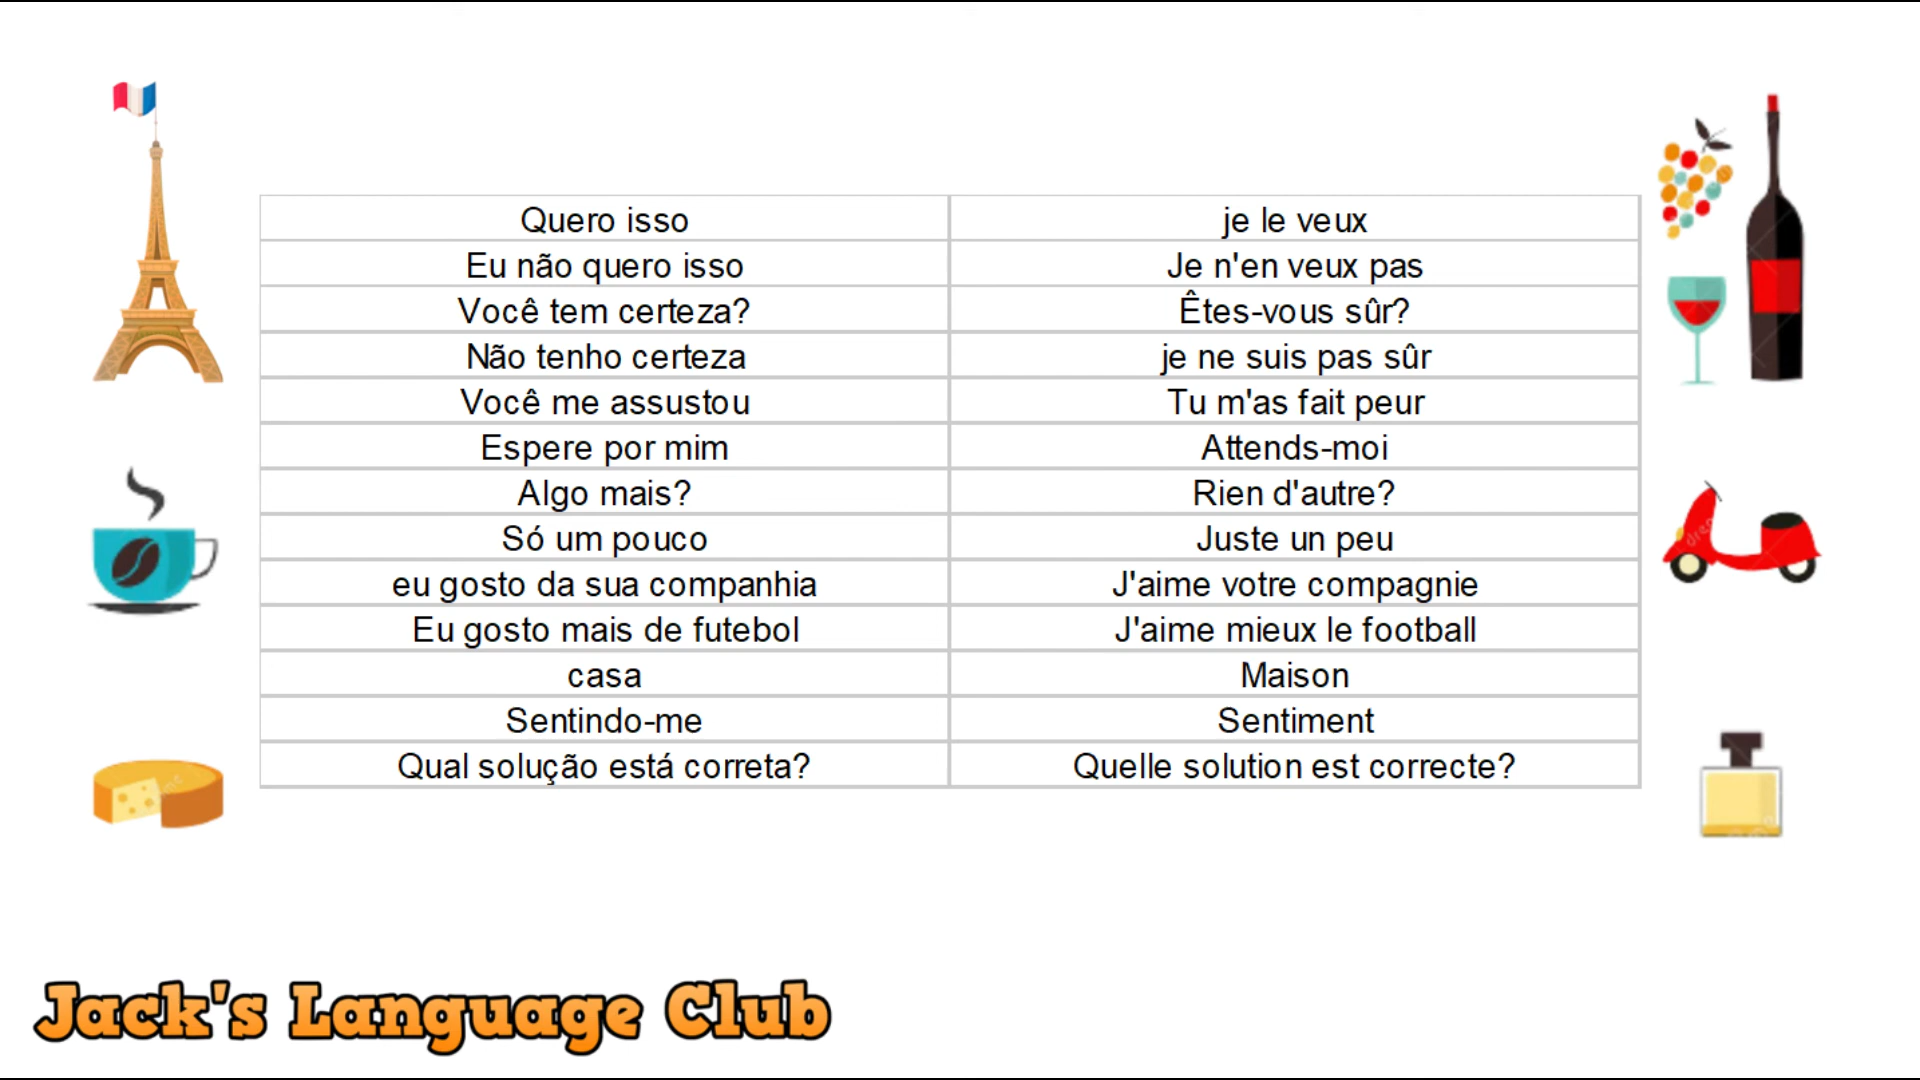 Quero isso je le veux
Eu não quero isso Je n'en veux pas
Você tem certeza? Êtes-vous sûr?
Não tenho certeza je ne suis pas sûr
Você me assustou Tu m'as fait peur
Espere por mim Attends-moi
Algo mais? Rien d'autre?
Só um pouco Juste un peu
eu gosto da sua companhia J'aime votre compagnie
Eu gosto mais de futebol J'aime mieux le football
casa Maison
Sentindo-me Sentiment
Qual solução está correta? Quelle solution est correcte?
Jack's Language Club